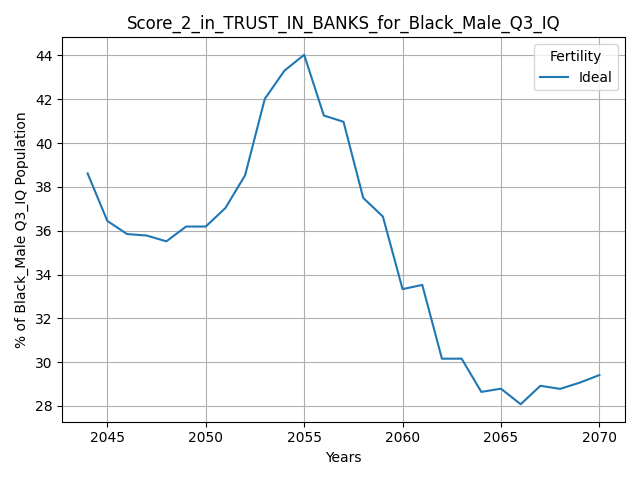 Score_2_in_TRUST_IN_BANKS_for_Black_Male_Q3_IQ
Fertility
Ideal
% of Black_Male Q3_IQ Population
44
42
40
38
36
34
32
30
28
2045 2050 2055 2060 2065 2070
Years